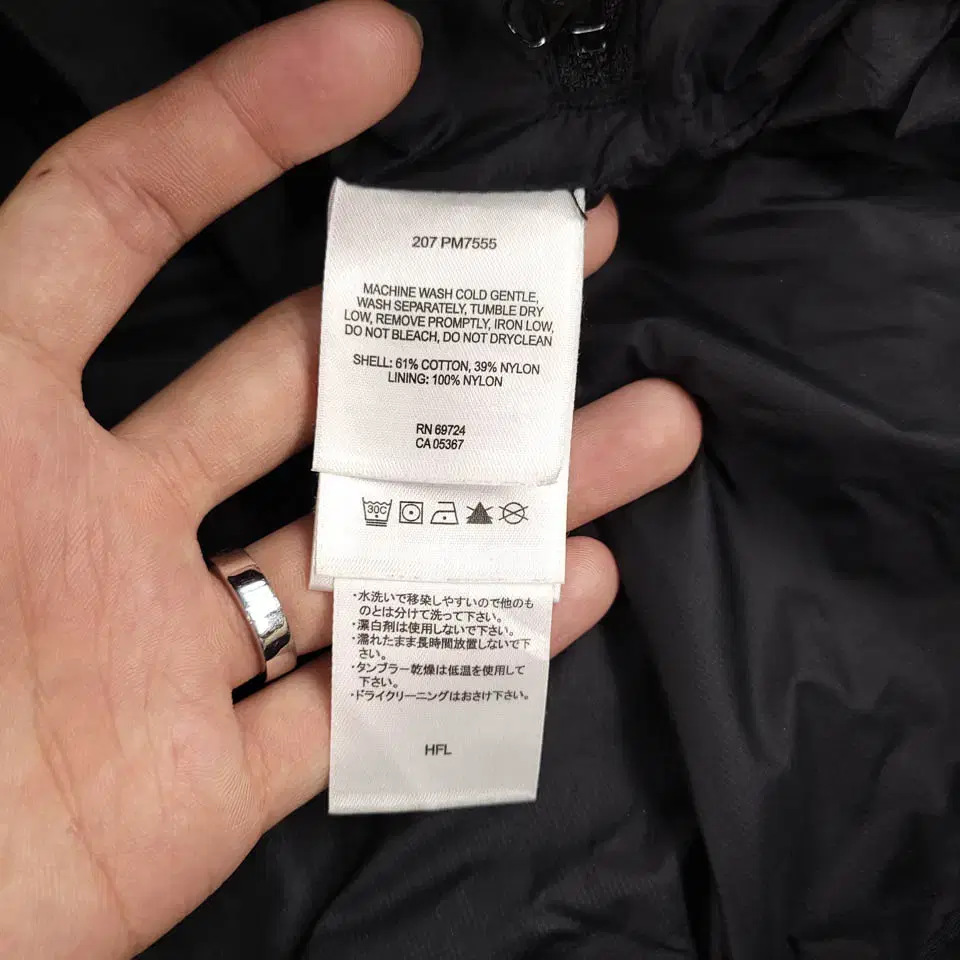 207 PM7555
MACHINE WASH COLD GENTLE,
WASH SEPARATELY, TUMBLE DRY
LOW, REMOVE PROMPTLY, IRON LOW,
DO NOT BLEACH, DO NOT DRYCLEAN
SHELL: 61% COTTON, 39% NYLON
LINING: 100% NYLON
RN 69724
CA 05367
30C
・水洗いで移染しやすいので他のも
のとは分けて洗って下さい。
・漂白剤は使用しないで下さい。
・濡れたまま長時間放置しないで下
さい。
・タンブラー乾燥は低温を使用して
下さい。
・ドライクリーニングはおさけ下さい。
HFL